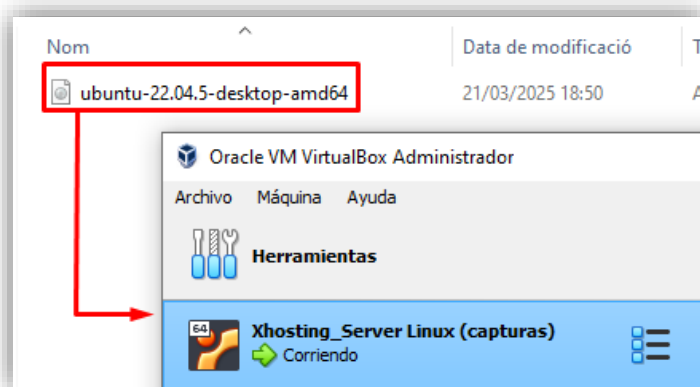 Nom Data de modificació T
ubuntu-22.04.5-desktop-amd64 21/03/2025 18:50
Oracle VM VirtualBox Administrador
Archivo Máquina Ayuda
Herramientas
64 Xhosting_Server Linux (capturas)
Corriendo